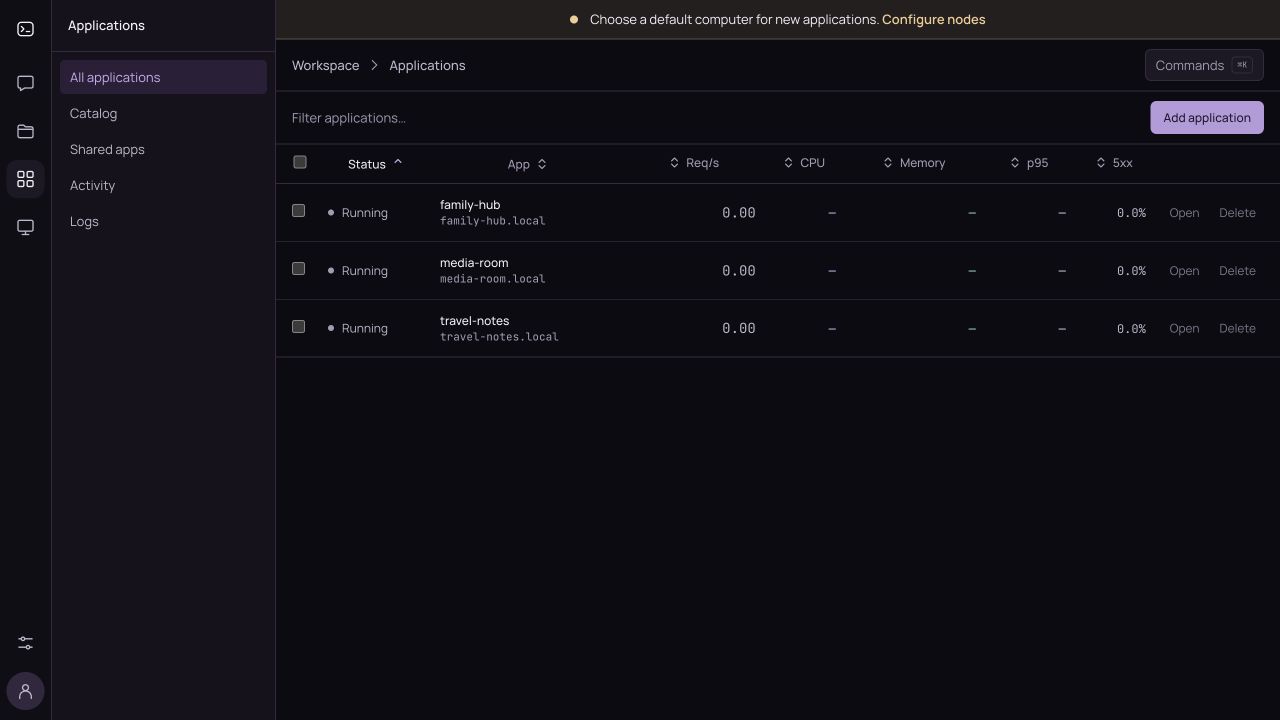 Applications
All applications
Catalog
Shared apps
Activity
Logs
Choose a default computer for new applications. Configure nodes
Workspace > Applications
Commands ⌘K
Filter applications…
Add application
Status App Req/s CPU Memory p95 5xx
Running family-hub 0.00 – – – 0.0% Open Delete
family-hub.local
Running media-room 0.00 – – – 0.0% Open Delete
media-room.local
Running travel-notes 0.00 – – – 0.0% Open Delete
travel-notes.local